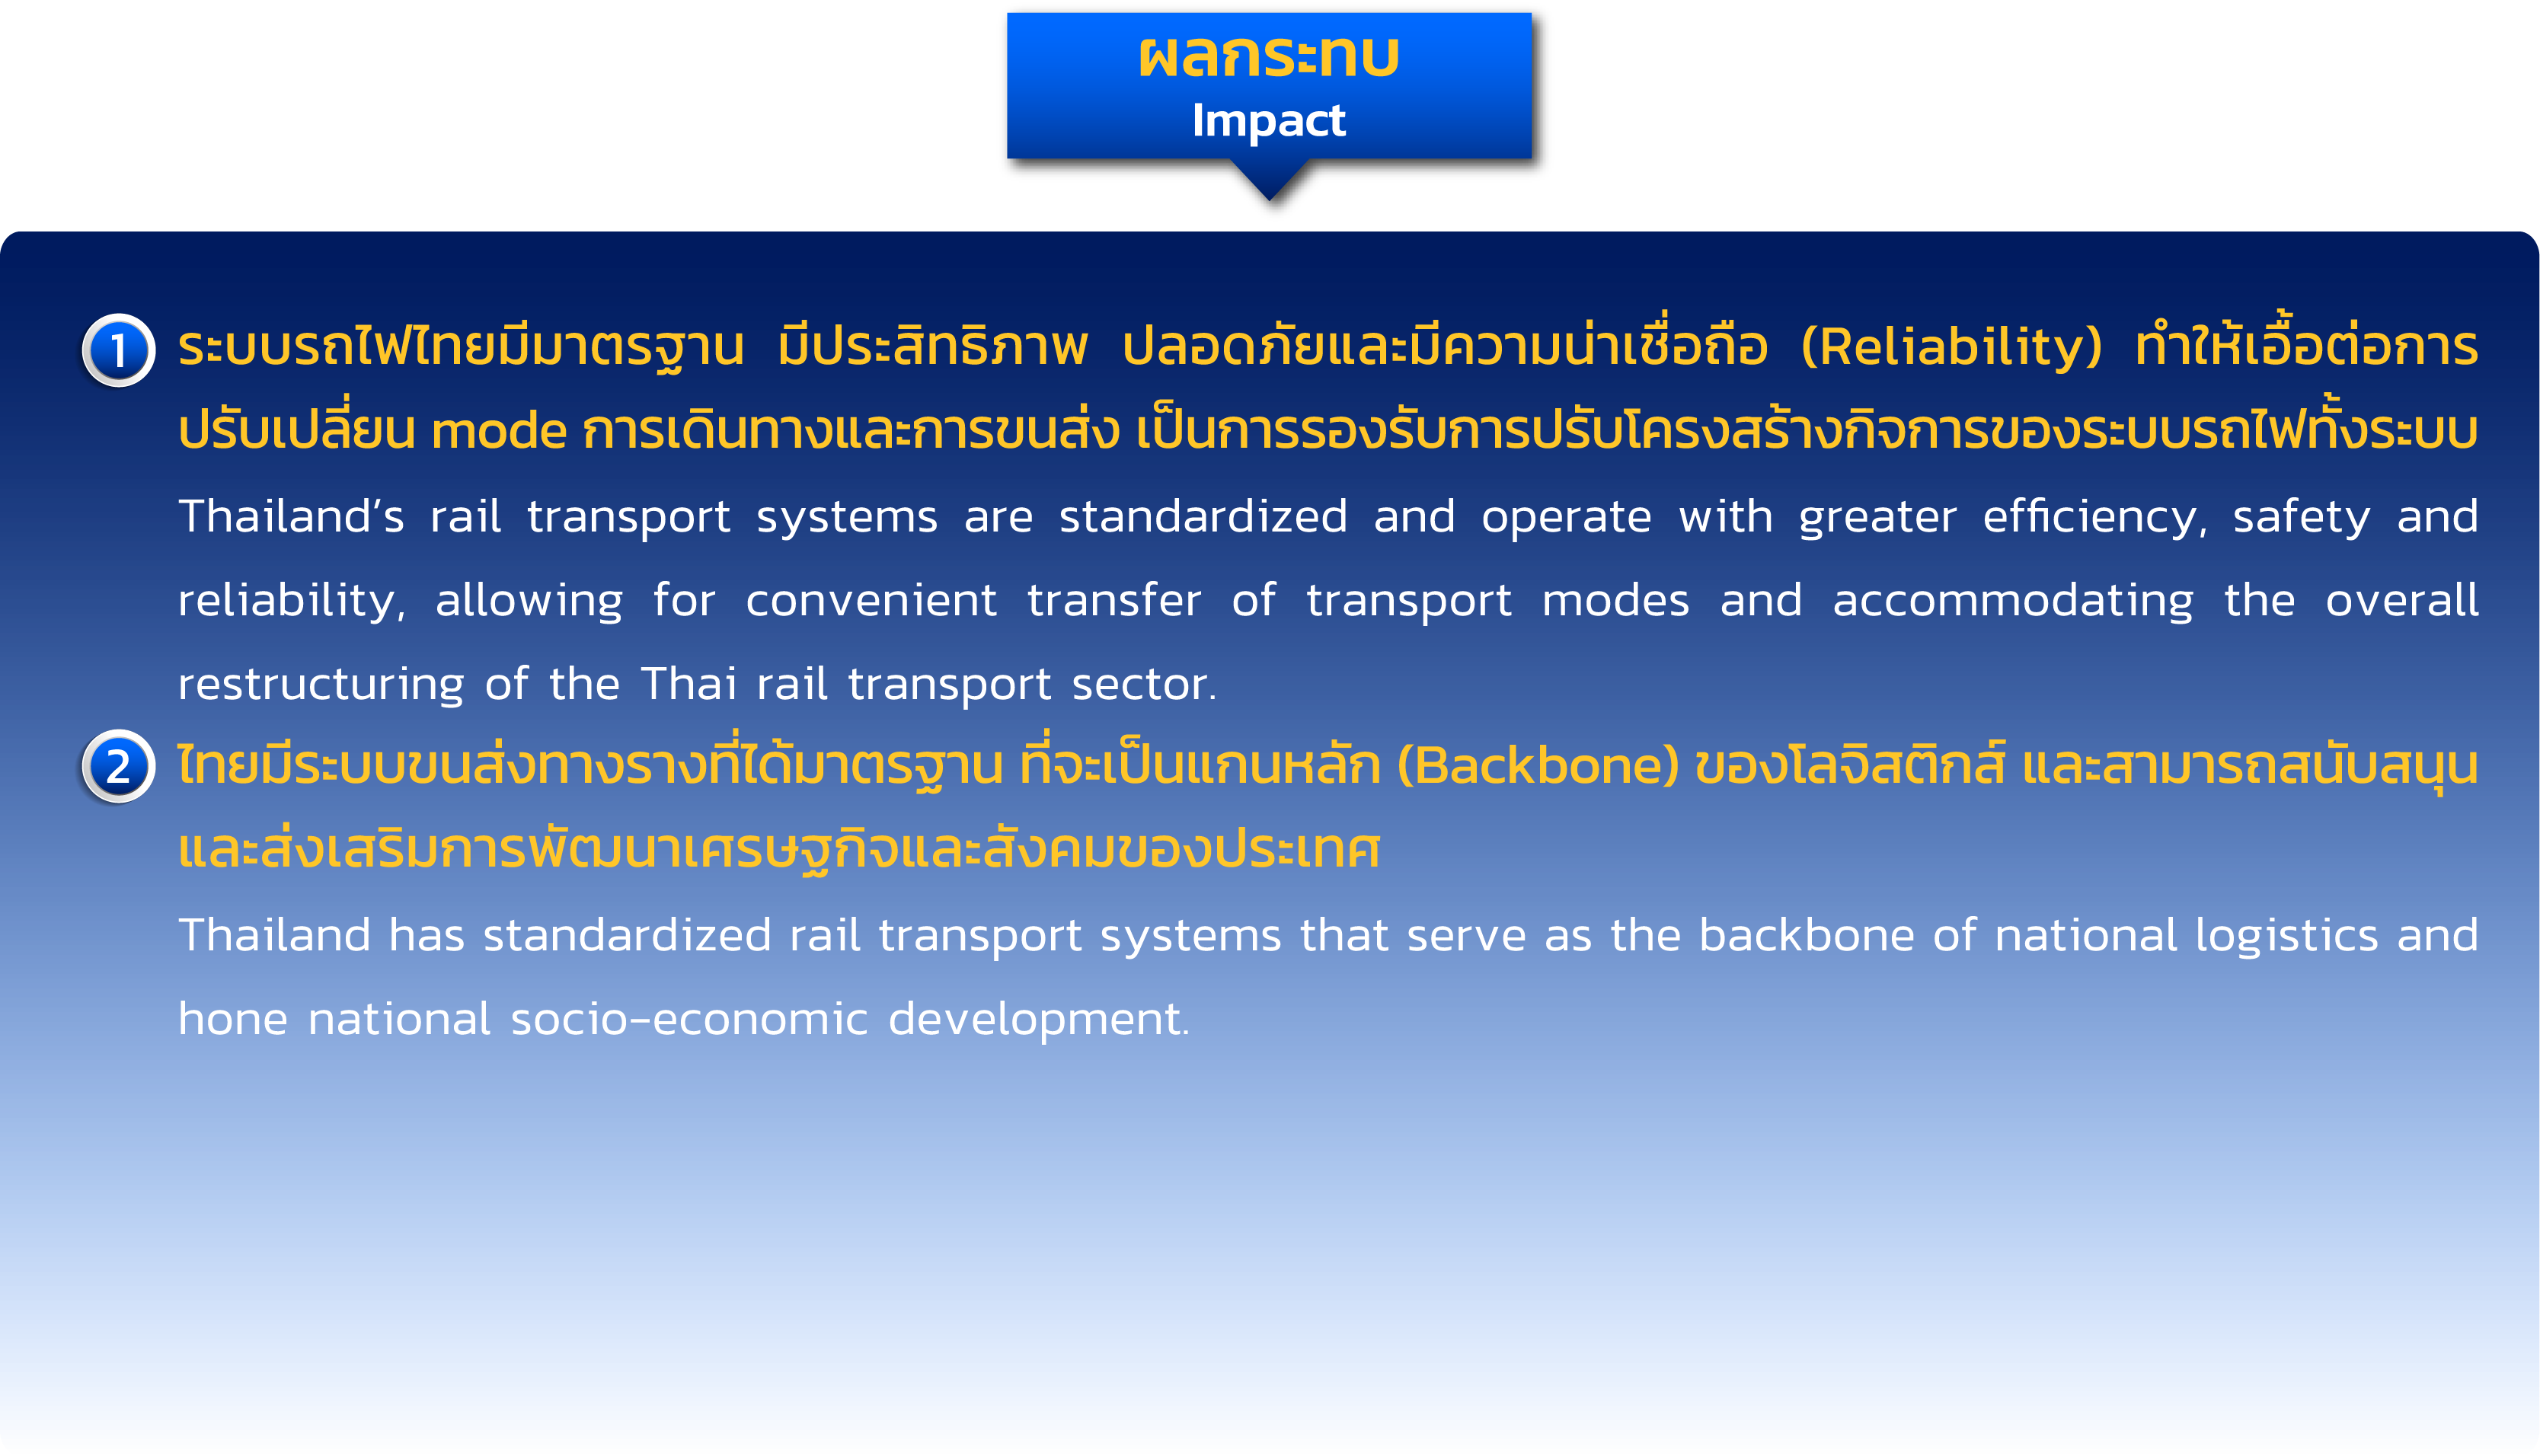 ผลกระทบ
Impact
1 ระบบรถไฟไทยมีมาตรฐาน มีประสิทธิภาพ ปลอดภัยและมีความน่าเชื่อถือ (Reliability) ทำให้เอื้อต่อการ
ปรับเปลี่ยน mode การเดินทางและการขนส่ง เป็นการรองรับการปรับโครงสร้างกิจการของระบบรถไฟทั้งระบบ
Thailand’s rail transport systems are standardized and operate with greater efficiency, safety and
reliability, allowing for convenient transfer of transport modes and accommodating the overall
restructuring of the Thai rail transport sector.
2 ไทยมีระบบขนส่งทางรางที่ได้มาตรฐาน ที่จะเป็นแกนหลัก (Backbone) ของโลจิสติกส์ และสามารถสนับสนุน
และส่งเสริมการพัฒนาเศรษฐกิจและสังคมของประเทศ
Thailand has standardized rail transport systems that serve as the backbone of national logistics and
hone national socio-economic development.